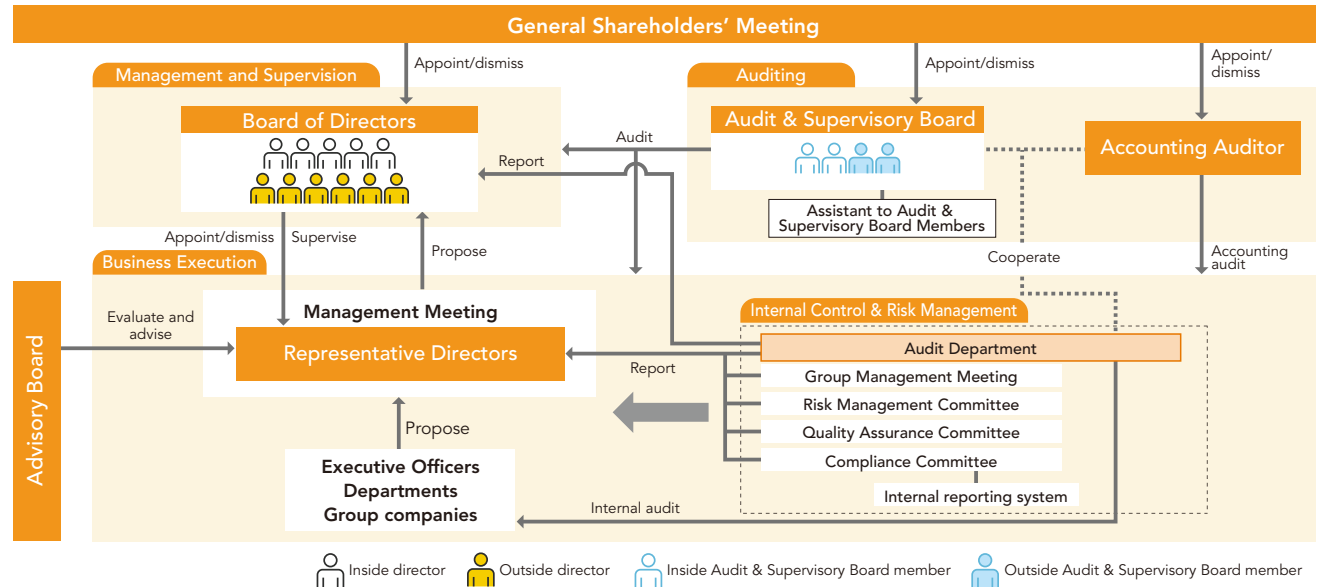 General Shareholders’ Meeting
Appoint/dismiss
Appoint/dismiss
Appoint/
dismiss
Management and Supervision
Auditing
Board of Directors
Audit & Supervisory Board
Accounting Auditor
Audit
Report
Assistant to Audit &
Supervisory Board Members
Appoint/dismiss
Supervise
Propose
Cooperate
Accounting
audit
Business Execution
Advisory Board
Evaluate and
advise
Management Meeting
Representative Directors
Internal Control & Risk Management
Audit Department
Report
Group Management Meeting
Risk Management Committee
Quality Assurance Committee
Compliance Committee
Internal reporting system
Propose
Executive Officers
Departments
Group companies
Internal audit
Inside director
Outside director
Inside Audit & Supervisory Board member
Outside Audit & Supervisory Board member